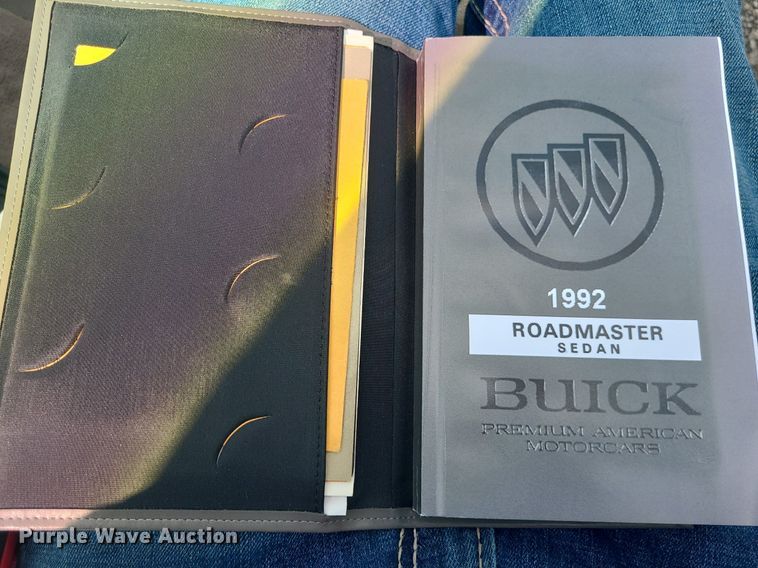 1992
ROADMASTER
SEDAN
BUICK
PREMIUM AMERICAN
MOTORCARS
Purple Wave Auction